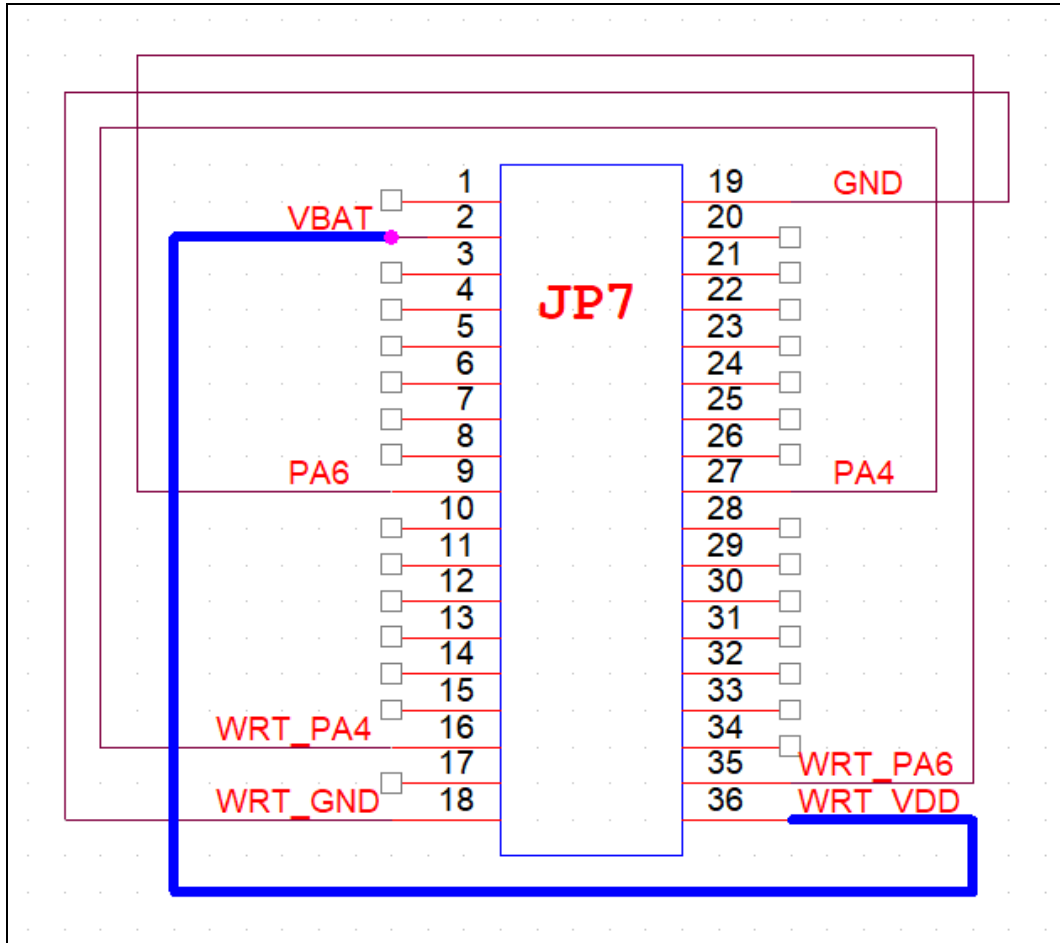 1 19 GND
VBAT 2 20
3 21
JP7
4 22
5 23
6 24
7 25
8 26
PA6 9 27 PA4
10 28
11 29
12 30
13 31
14 32
15 33
WRT_PA4 16 34
17 35 WRT_PA6
WRT_GND 18 36 WRT_VDD